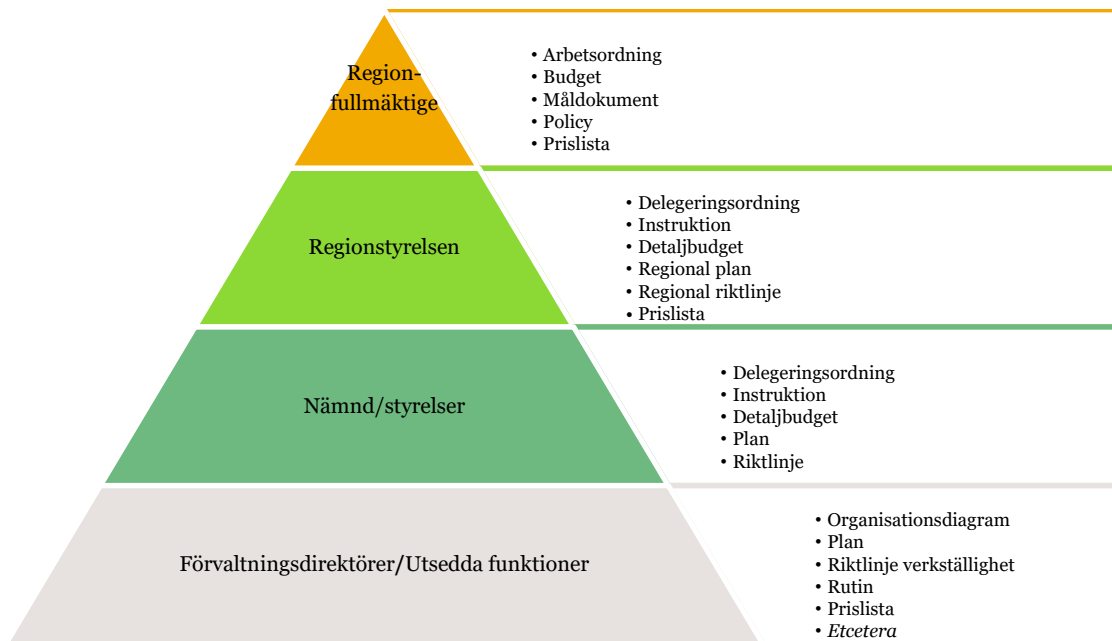 Region-
fullmäktige
• Arbetsordning
• Budget
• Måldokument
• Policy
• Prislista
Regionstyrelsen
• Delegeringsordning
• Instruktion
• Detaljbudget
• Regional plan
• Regional riktlinje
• Prislista
Nämnd/styrelser
• Delegeringsordning
• Instruktion
• Detaljbudget
• Plan
• Riktlinje
Förvaltningsdirektörer/Utsedda funktioner
• Organisationsdiagram
• Plan
• Riktlinje verkställighet
• Rutin
• Prislista
• Etcetera